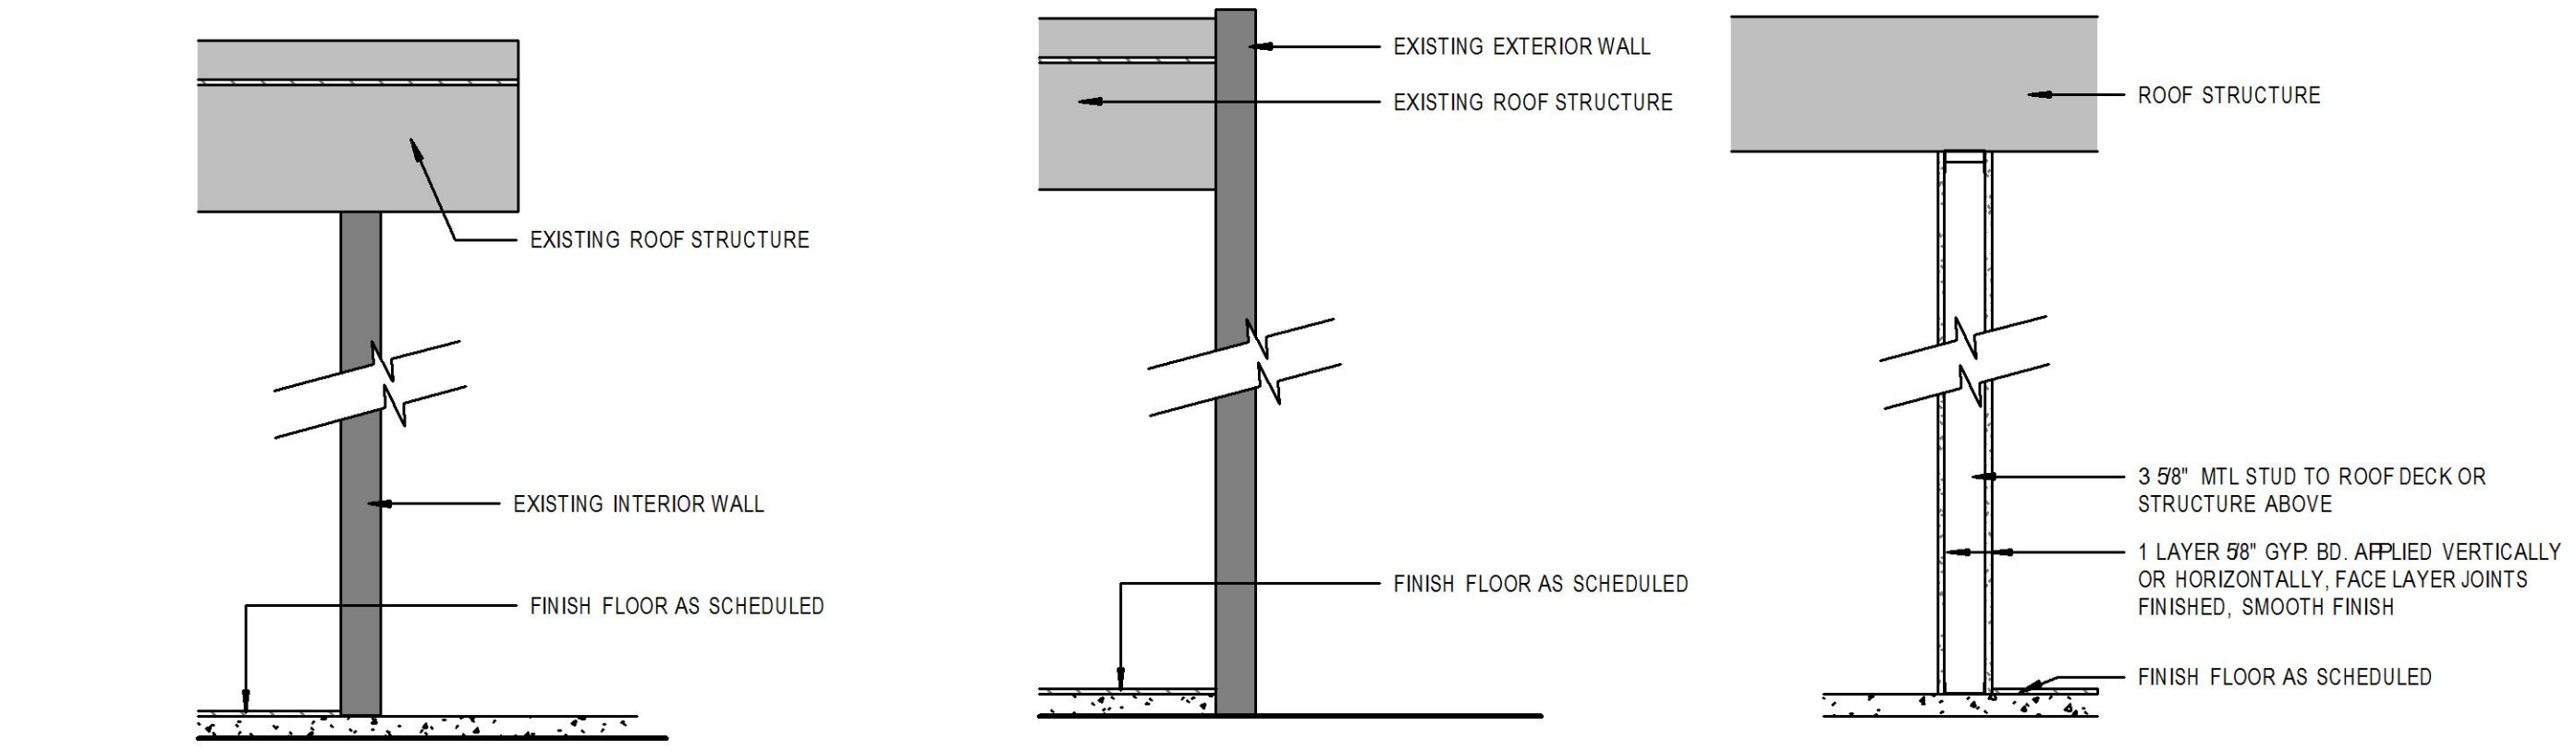 EXISTING ROOF STRUCTURE
EXISTING INTERIOR WALL
FINISH FLOOR AS SCHEDULED
EXISTING EXTERIOR WALL
EXISTING ROOF STRUCTURE
FINISH FLOOR AS SCHEDULED
ROOF STRUCTURE
3 5/8" MTL STUD TO ROOF DECK OR
STRUCTURE ABOVE
1 LAYER 5/8" GYP. BD. APPLIED VERTICALLY
OR HORIZONTALLY, FACE LAYER JOINTS
FINISHED, SMOOTH FINISH
FINISH FLOOR AS SCHEDULED